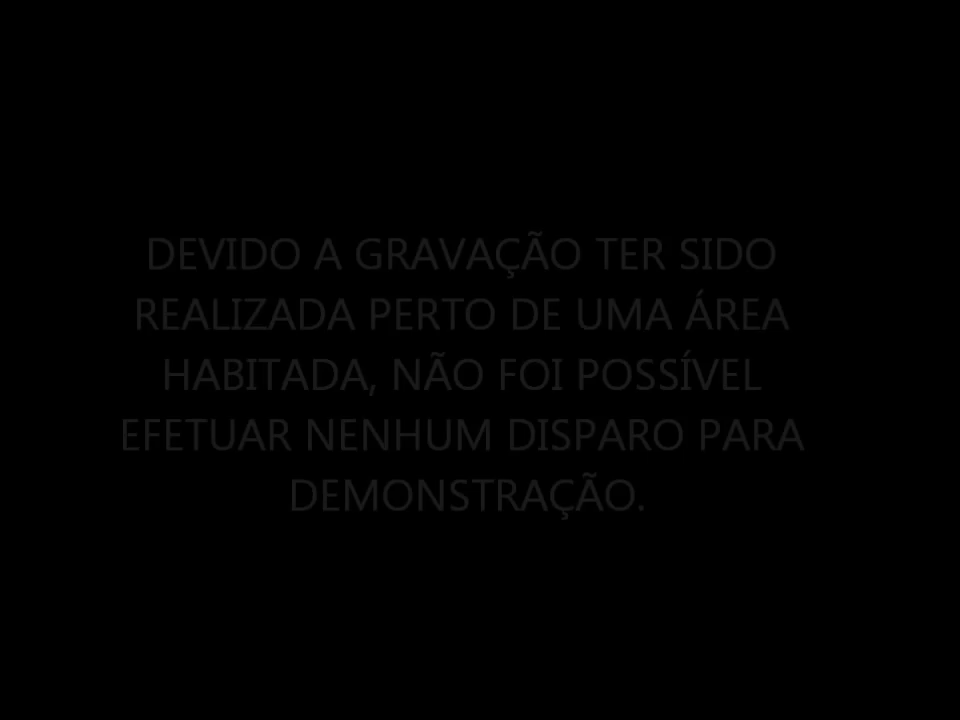 DEVIDO A GRAVAÇÃO TER SIDO
REALIZADA PERTO DE UMA ÁREA
HABITADA, NÃO FOI POSSÍVEL
EFETUAR NENHUM DISPARO PARA
DEMONSTRAÇÃO.